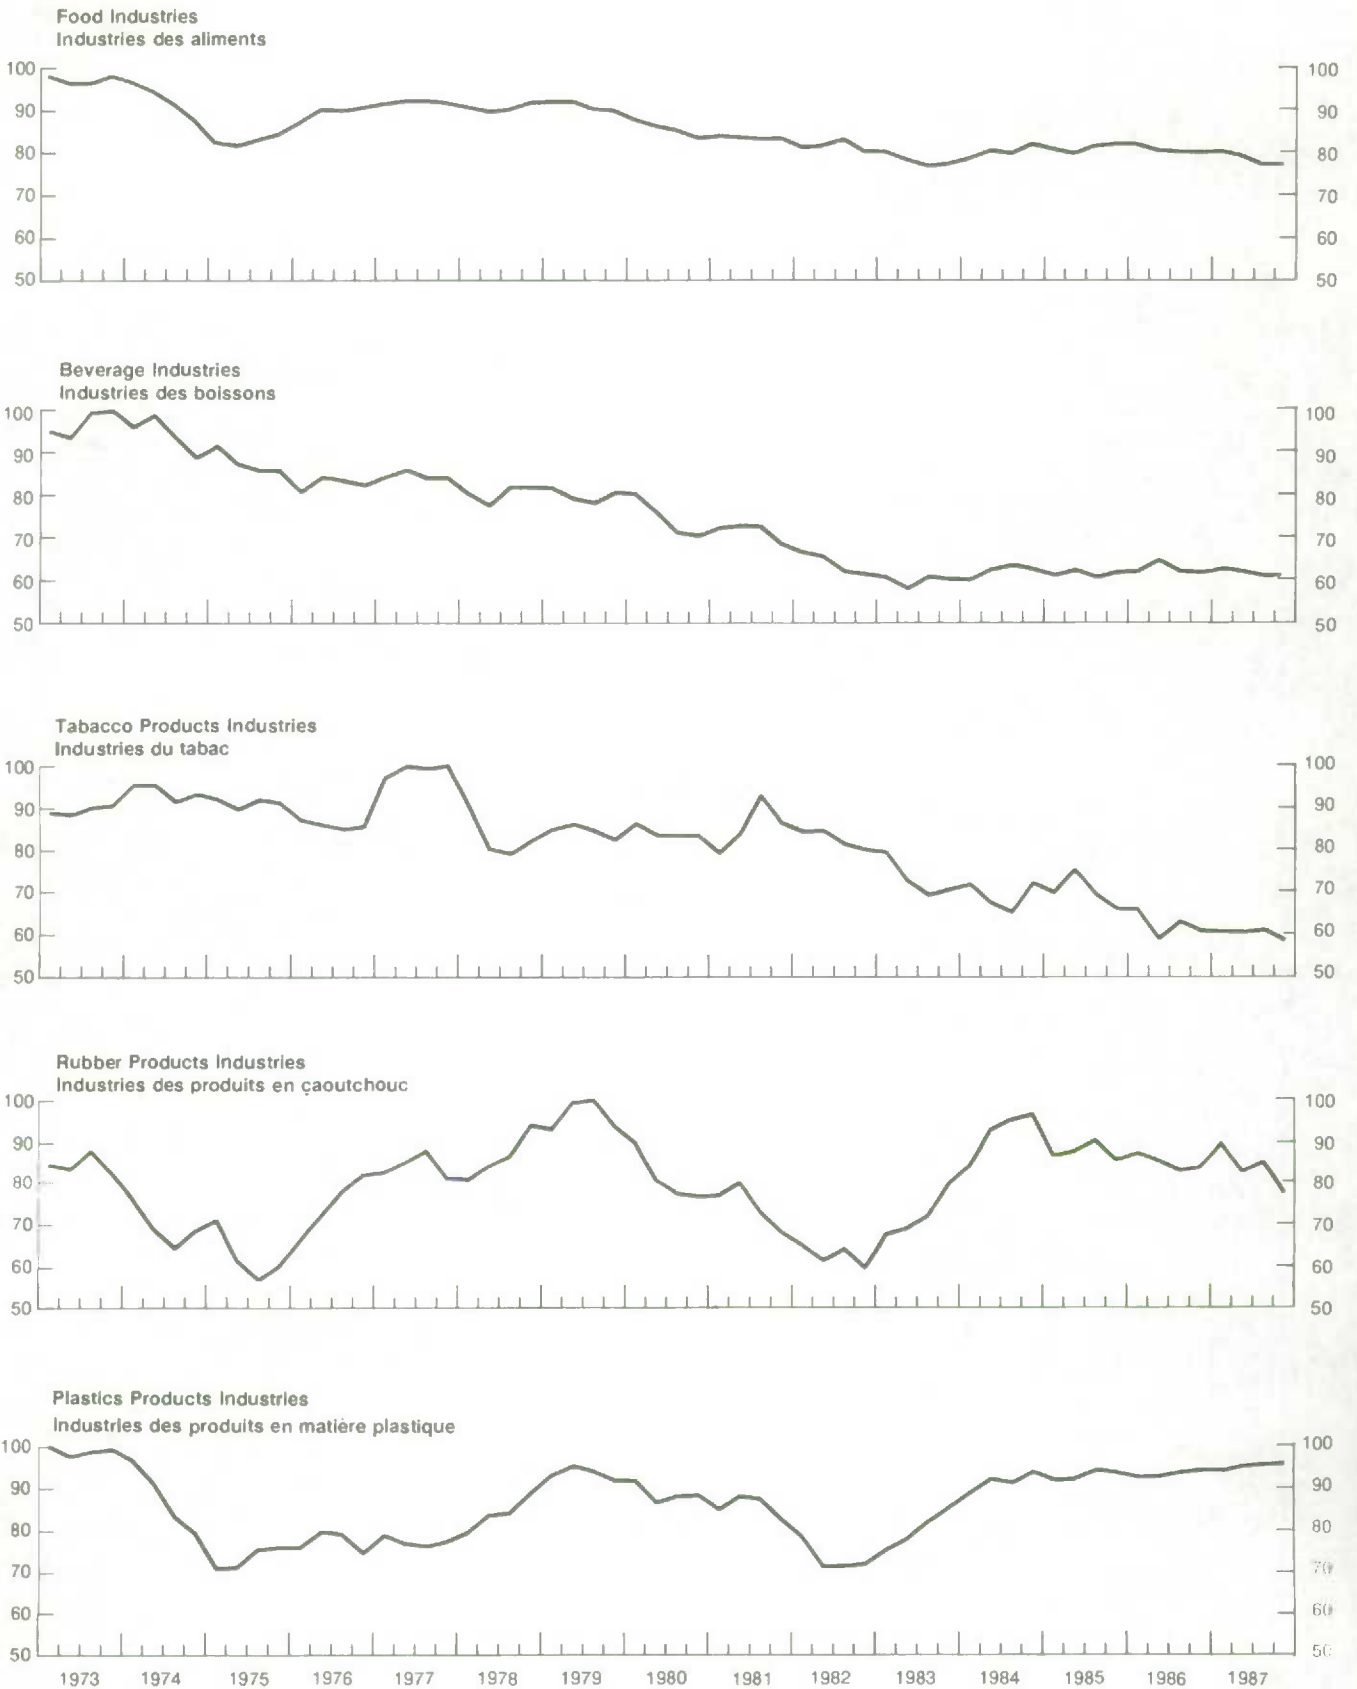 Food Industries
Industries des aliments
100 100
90 90
80 80
70 70
60 60
50 50
Beverage Industries
Industries des boissons
100 100
90 90
80 80
70 70
60 60
50 50
Tabacco Products Industries
Industries du tabac
100 100
90 90
80 80
70 70
60 60
50 50
Rubber Products Industries
Industries des produits en çaoutchouc
100 100
90 90
80 80
70 70
60 60
50 50
Plastics Products Industries
Industries des produits en matière plastique
100 100
90 90
80 80
70 70
60 60
50 50
1973 1974 1975 1976 1977 1978 1979 1980 1981 1982 1983 1984 1985 1986 1987